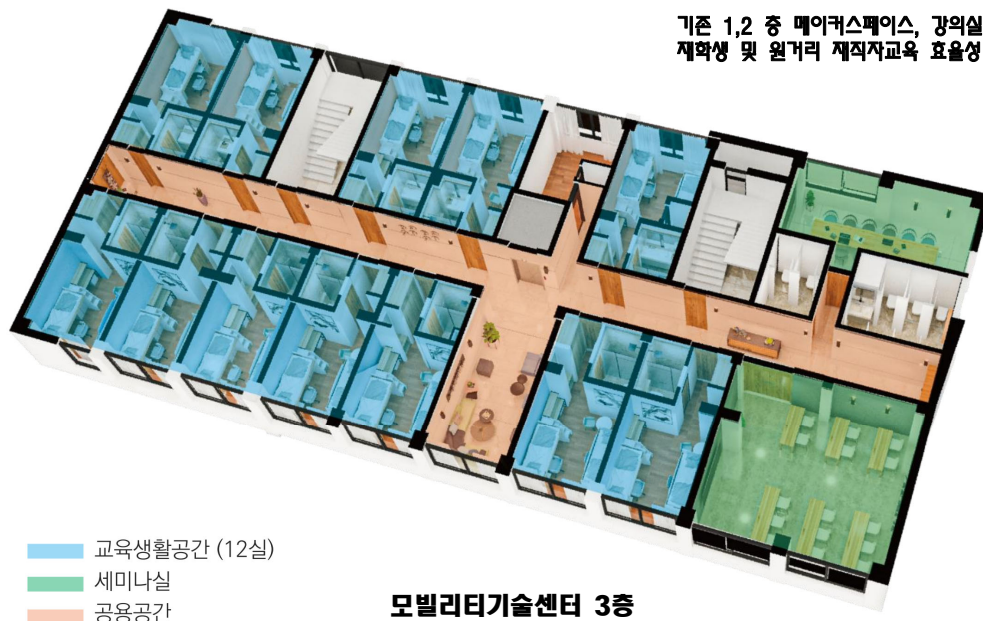 기존 1,2 층 메이커스페이스, 강의실
재학생 및 원거리 재직자교육 효율성
교육생활공간 (12실)
세미나실
공용공간
모빌리티기술센터 3층